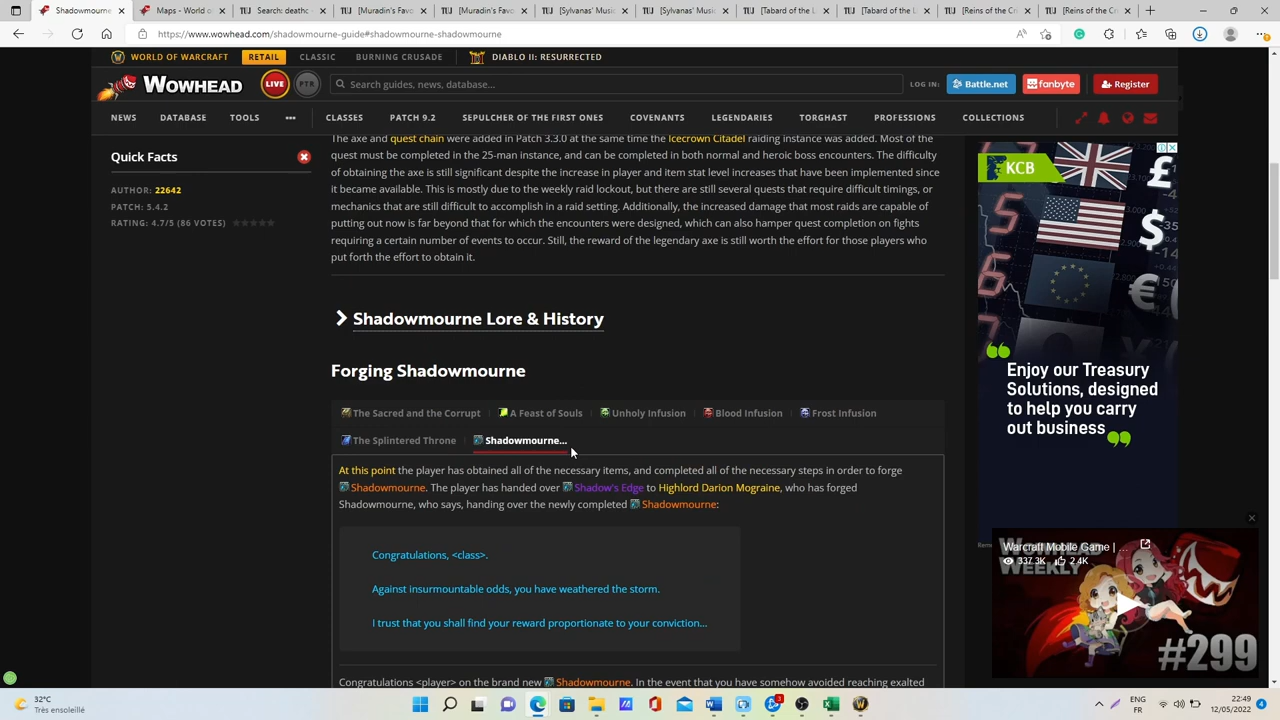 Shadowmourne
Maps - World o
Search: deathc
[Muradin's Favo
[Muradin's Favo
[Sylvanas' Music
[Sylvanas' Music
[Tabard of the L
[Tabard of the L
[Reins of the Cr
[Reins of the Cr
https://www.wowhead.com/shadowmourne-guide#shadowmourne-shadowmourne
WORLD OF WARCRAFT
RETAIL
CLASSIC
BURNING CRUSADE
DIABLO II: RESURRECTED
WOWHEAD
LIVE
PTR
Search guides, news, database...
LOG IN:
Battle.net
fanbyte
Register
NEWS
DATABASE
TOOLS
•••
CLASSES
PATCH 9.2
SEPULCHER OF THE FIRST ONES
COVENANTS
LEGENDARIES
TORGHAST
PROFESSIONS
COLLECTIONS
Quick Facts
AUTHOR: 22642
PATCH: 5.4.2
RATING: 4.7/5 (86 VOTES)
The axe and quest chain were added in Patch 3.3.0 at the same time the Icecrown Citadel raiding instance was added. Most of the
quest must be completed in the 25-man instance, and can be completed in both normal and heroic boss encounters. The difficulty
of obtaining the axe is still significant despite the increase in player and item stat level increases that have been implemented since
it became available. This is mostly due to the weekly raid lockout, but there are still several quests that require difficult timings, or
mechanics that are still difficult to accomplish in a raid setting. Additionally, the increased damage that most raids are capable of
putting out now is far beyond that for which the encounters were designed, which can also hamper quest completion on fights
requiring a certain number of events to occur. Still, the reward of the legendary axe is still worth the effort for those players who
put forth the effort to obtain it.
Shadowmourne Lore & History
Forging Shadowmourne
The Sacred and the Corrupt
A Feast of Souls
Unholy Infusion
Blood Infusion
Frost Infusion
The Splintered Throne
Shadowmourne...
At this point the player has obtained all of the necessary items, and completed all of the necessary steps in order to forge
Shadowmourne. The player has handed over Shadow's Edge to Highlord Darion Mograine, who has forged
Shadowmourne, who says, handing over the newly completed Shadowmourne:
Congratulations, <class>.
Against insurmountable odds, you have weathered the storm.
I trust that you shall find your reward proportionate to your conviction...
Congratulations <player> on the brand new Shadowmourne. In the event that you have somehow avoided reaching exalted
KCB
Enjoy our Treasury
Solutions, designed
to help you carry
out business
Warcraft Mobile Game | ...
337.3K
2.4K
WOWHEAD
WEEKLY
#299
32°C
Très ensoleillé
ENG
FR
22:49
12/05/2022